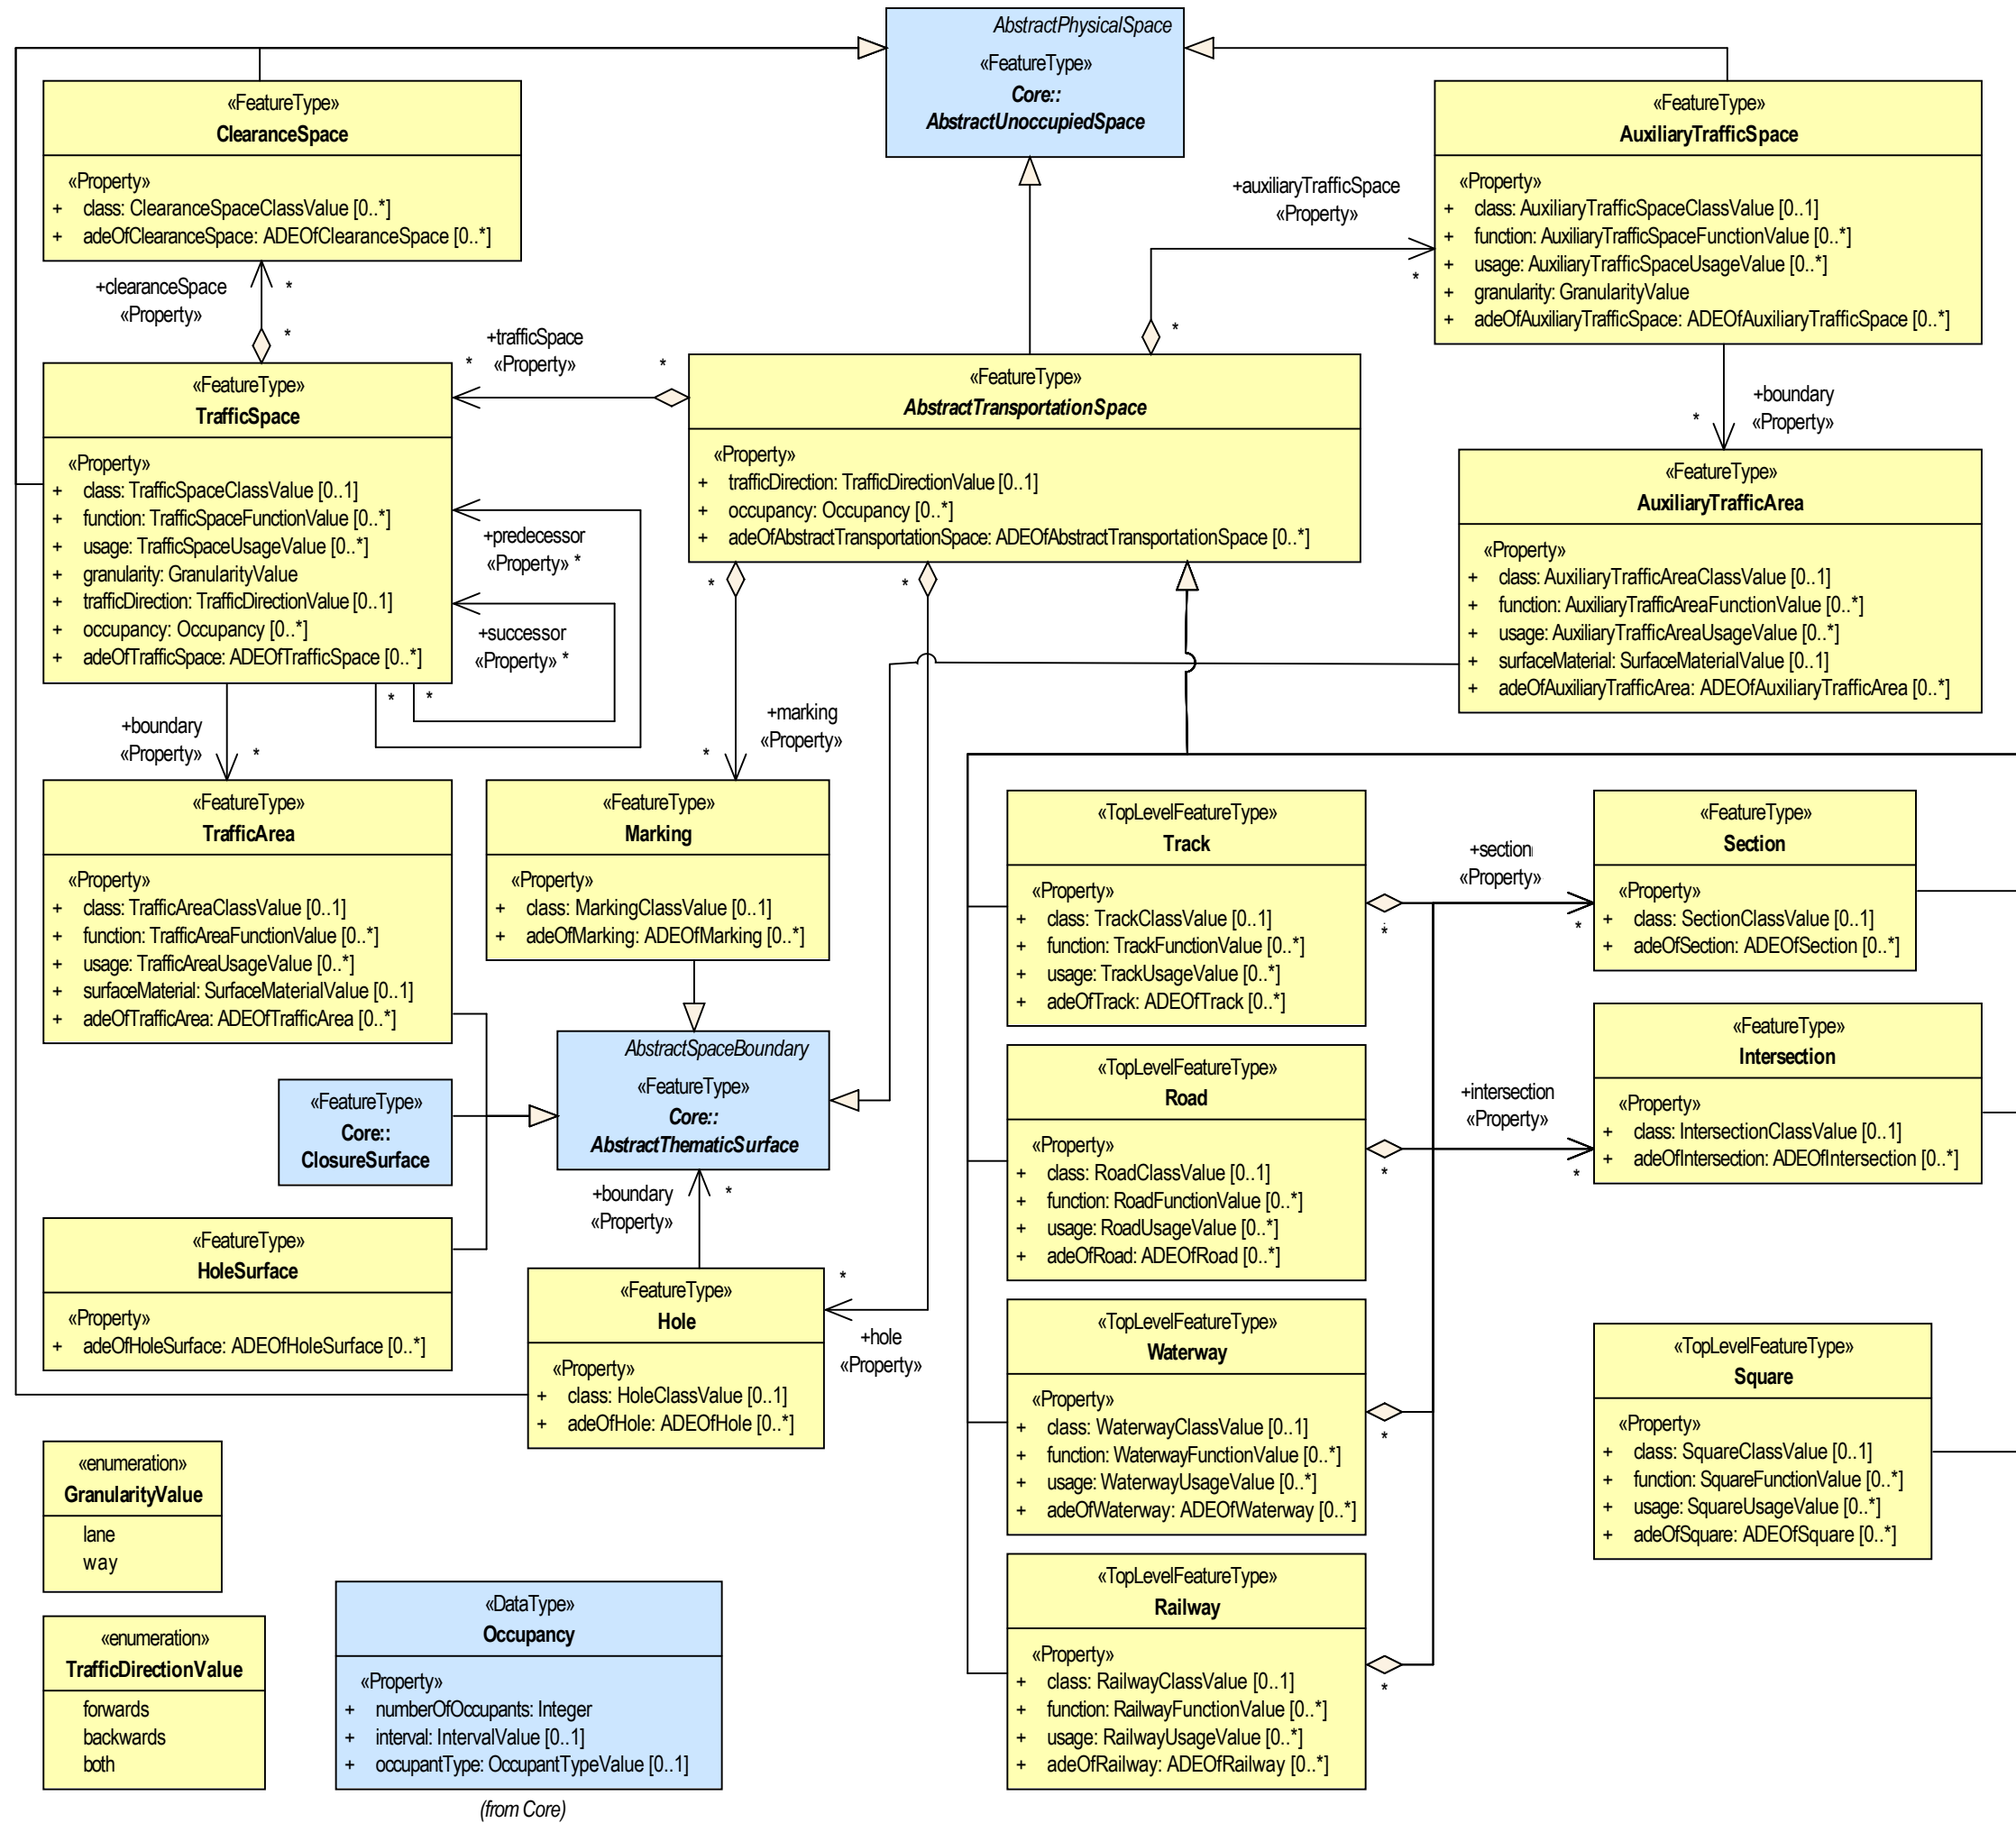 AbstractPhysicalSpace
«FeatureType»
Core::
AbstractUnoccupiedSpace
«FeatureType»
ClearanceSpace
«Property»
+ class: ClearanceSpaceClassValue [0..*]
+ adeOfClearanceSpace: ADEOfClearanceSpace [0..*]
«FeatureType»
AuxiliaryTrafficSpace
«Property»
+ class: AuxiliaryTrafficSpaceClassValue [0..1]
+ function: AuxiliaryTrafficSpaceFunctionValue [0..*]
+ usage: AuxiliaryTrafficSpaceUsageValue [0..*]
+ granularity: GranularityValue
+ adeOfAuxiliaryTrafficSpace: ADEOfAuxiliaryTrafficSpace [0..*]
+auxiliaryTrafficSpace
«Property»
*
*
+clearanceSpace
«Property»
*
*
+trafficSpace
«Property»
*
*
«FeatureType»
TrafficSpace
«Property»
+ class: TrafficSpaceClassValue [0..1]
+ function: TrafficSpaceFunctionValue [0..*]
+ usage: TrafficSpaceUsageValue [0..*]
+ granularity: GranularityValue
+ trafficDirection: TrafficDirectionValue [0..1]
+ occupancy: Occupancy [0..*]
+ adeOfTrafficSpace: ADEOfTrafficSpace [0..*]
«FeatureType»
AbstractTransportationSpace
«Property»
+ trafficDirection: TrafficDirectionValue [0..1]
+ occupancy: Occupancy [0..*]
+ adeOfAbstractTransportationSpace: ADEOfAbstractTransportationSpace [0..*]
+boundary
«Property»
*
«FeatureType»
AuxiliaryTrafficArea
«Property»
+ class: AuxiliaryTrafficAreaClassValue [0..1]
+ function: AuxiliaryTrafficAreaFunctionValue [0..*]
+ usage: AuxiliaryTrafficAreaUsageValue [0..*]
+ surfaceMaterial: SurfaceMaterialValue [0..1]
+ adeOfAuxiliaryTrafficArea: ADEOfAuxiliaryTrafficArea [0..*]
+predecessor
«Property» *
+successor
«Property» *
*
*
*
*
+boundary
«Property»
*
+marking
«Property»
*
«FeatureType»
TrafficArea
«Property»
+ class: TrafficAreaClassValue [0..1]
+ function: TrafficAreaFunctionValue [0..*]
+ usage: TrafficAreaUsageValue [0..*]
+ surfaceMaterial: SurfaceMaterialValue [0..1]
+ adeOfTrafficArea: ADEOfTrafficArea [0..*]
«FeatureType»
Marking
«Property»
+ class: MarkingClassValue [0..1]
+ adeOfMarking: ADEOfMarking [0..*]
«TopLevelFeatureType»
Track
«Property»
+ class: TrackClassValue [0..1]
+ function: TrackFunctionValue [0..*]
+ usage: TrackUsageValue [0..*]
+ adeOfTrack: ADEOfTrack [0..*]
*
+section
«Property»
*
«FeatureType»
Section
«Property»
+ class: SectionClassValue [0..1]
+ adeOfSection: ADEOfSection [0..*]
AbstractSpaceBoundary
«FeatureType»
Core::
AbstractThematicSurface
«FeatureType»
Core::
ClosureSurface
«TopLevelFeatureType»
Road
«Property»
+ class: RoadClassValue [0..1]
+ function: RoadFunctionValue [0..*]
+ usage: RoadUsageValue [0..*]
+ adeOfRoad: ADEOfRoad [0..*]
*
+intersection
«Property»
*
«FeatureType»
Intersection
«Property»
+ class: IntersectionClassValue [0..1]
+ adeOfIntersection: ADEOfIntersection [0..*]
+boundary
«Property»
*
«FeatureType»
HoleSurface
«Property»
+ adeOfHoleSurface: ADEOfHoleSurface [0..*]
«FeatureType»
Hole
«Property»
+ class: HoleClassValue [0..1]
+ adeOfHole: ADEOfHole [0..*]
*
+hole
«Property»
«TopLevelFeatureType»
Waterway
«Property»
+ class: WaterwayClassValue [0..1]
+ function: WaterwayFunctionValue [0..*]
+ usage: WaterwayUsageValue [0..*]
+ adeOfWaterway: ADEOfWaterway [0..*]
*
«TopLevelFeatureType»
Square
«Property»
+ class: SquareClassValue [0..1]
+ function: SquareFunctionValue [0..*]
+ usage: SquareUsageValue [0..*]
+ adeOfSquare: ADEOfSquare [0..*]
«enumeration»
GranularityValue
lane
way
«enumeration»
TrafficDirectionValue
forwards
backwards
both
«DataType»
Occupancy
«Property»
+ numberOfOccupants: Integer
+ interval: IntervalValue [0..1]
+ occupantType: OccupantTypeValue [0..1]
(from Core)
«TopLevelFeatureType»
Railway
«Property»
+ class: RailwayClassValue [0..1]
+ function: RailwayFunctionValue [0..*]
+ usage: RailwayUsageValue [0..*]
+ adeOfRailway: ADEOfRailway [0..*]
*